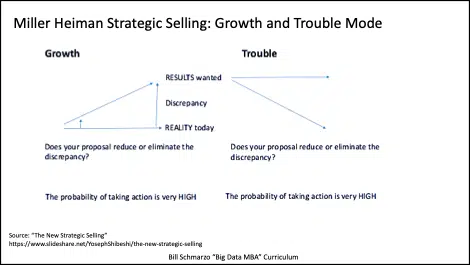 Miller Heiman Strategic Selling: Growth and Trouble Mode
Growth
Trouble
RESULTS wanted
Discrepancy
REALITY today
Does your proposal reduce or eliminate the
discrepancy?
Does your proposal reduce or eliminate the
discrepancy?
The probability of taking action is very HIGH
The probability of taking action is very HIGH
Source: "The New Strategic Selling"
https://www.slideshare.net/YosephShibeshi/the-new-strategic-selling
Bill Schmarzo "Big Data MBA" Curriculum